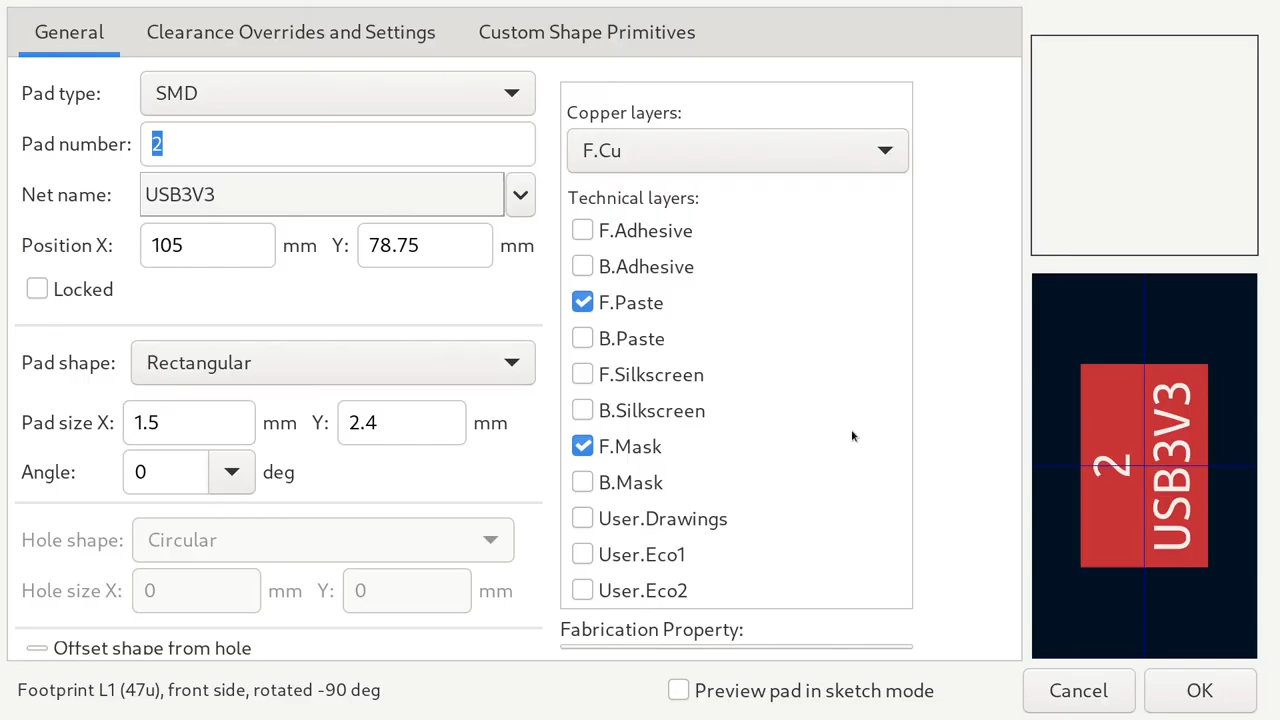 General Clearance Overrides and Settings Custom Shape Primitives
Pad type: SMD
Pad number: 2
Net name: USB3V3
Position X: 105 mm Y: 78.75 mm
Locked
Pad shape: Rectangular
Pad size X: 1.5 mm Y: 2.4 mm
Angle: 0 deg
Hole shape: Circular
Hole size X: 0 mm Y: 0 mm
Offset shape from hole
Copper layers:
F.Cu
Technical layers:
F.Adhesive
B.Adhesive
F.Paste
B.Paste
F.Silkscreen
B.Silkscreen
F.Mask
B.Mask
User.Drawings
User.Eco1
User.Eco2
Fabrication Property:
2
USB3V3
Footprint L1 (47u), front side, rotated -90 deg
Preview pad in sketch mode
Cancel
OK